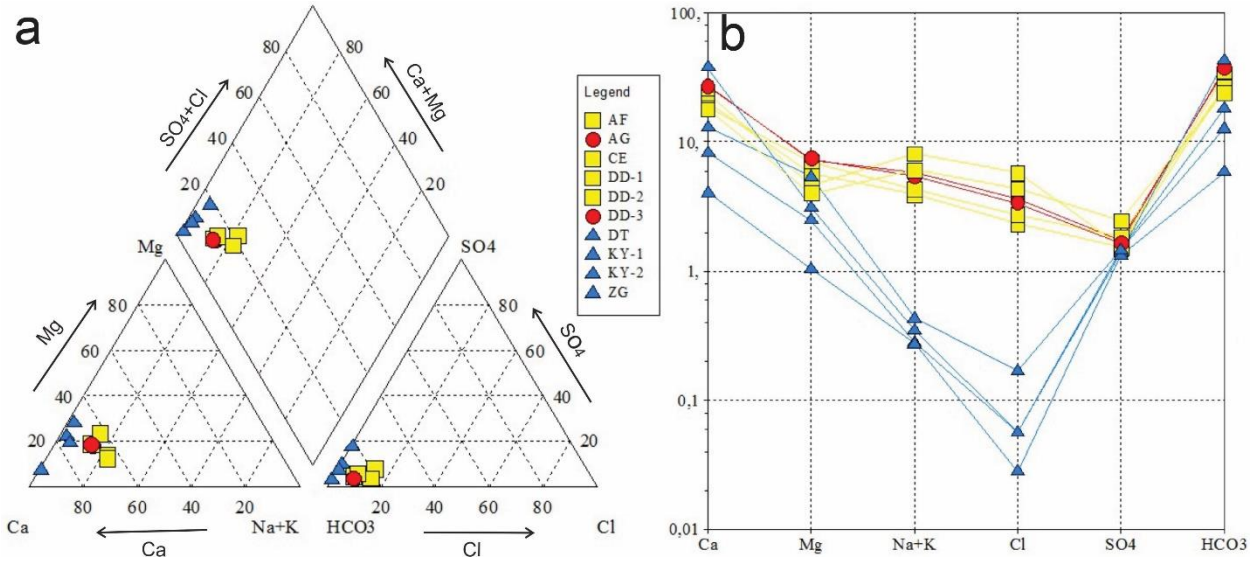 a
80
80
SO4+Cl
Ca+Mg
60
60
40
40
20
20
Mg
SO4
Mg
80
80
SO4
60
60
40
40
20
20
80
60
40
20
20
40
60
80
Ca
Na+K
HCO3
Cl
Ca
Cl
Legend
AF
AG
CE
DD-1
DD-2
DD-3
DT
KY-1
KY-2
ZG
b
100,
10,
1,
0,1
0,01
Ca
Mg
Na+K
Cl
SO4
HCO3